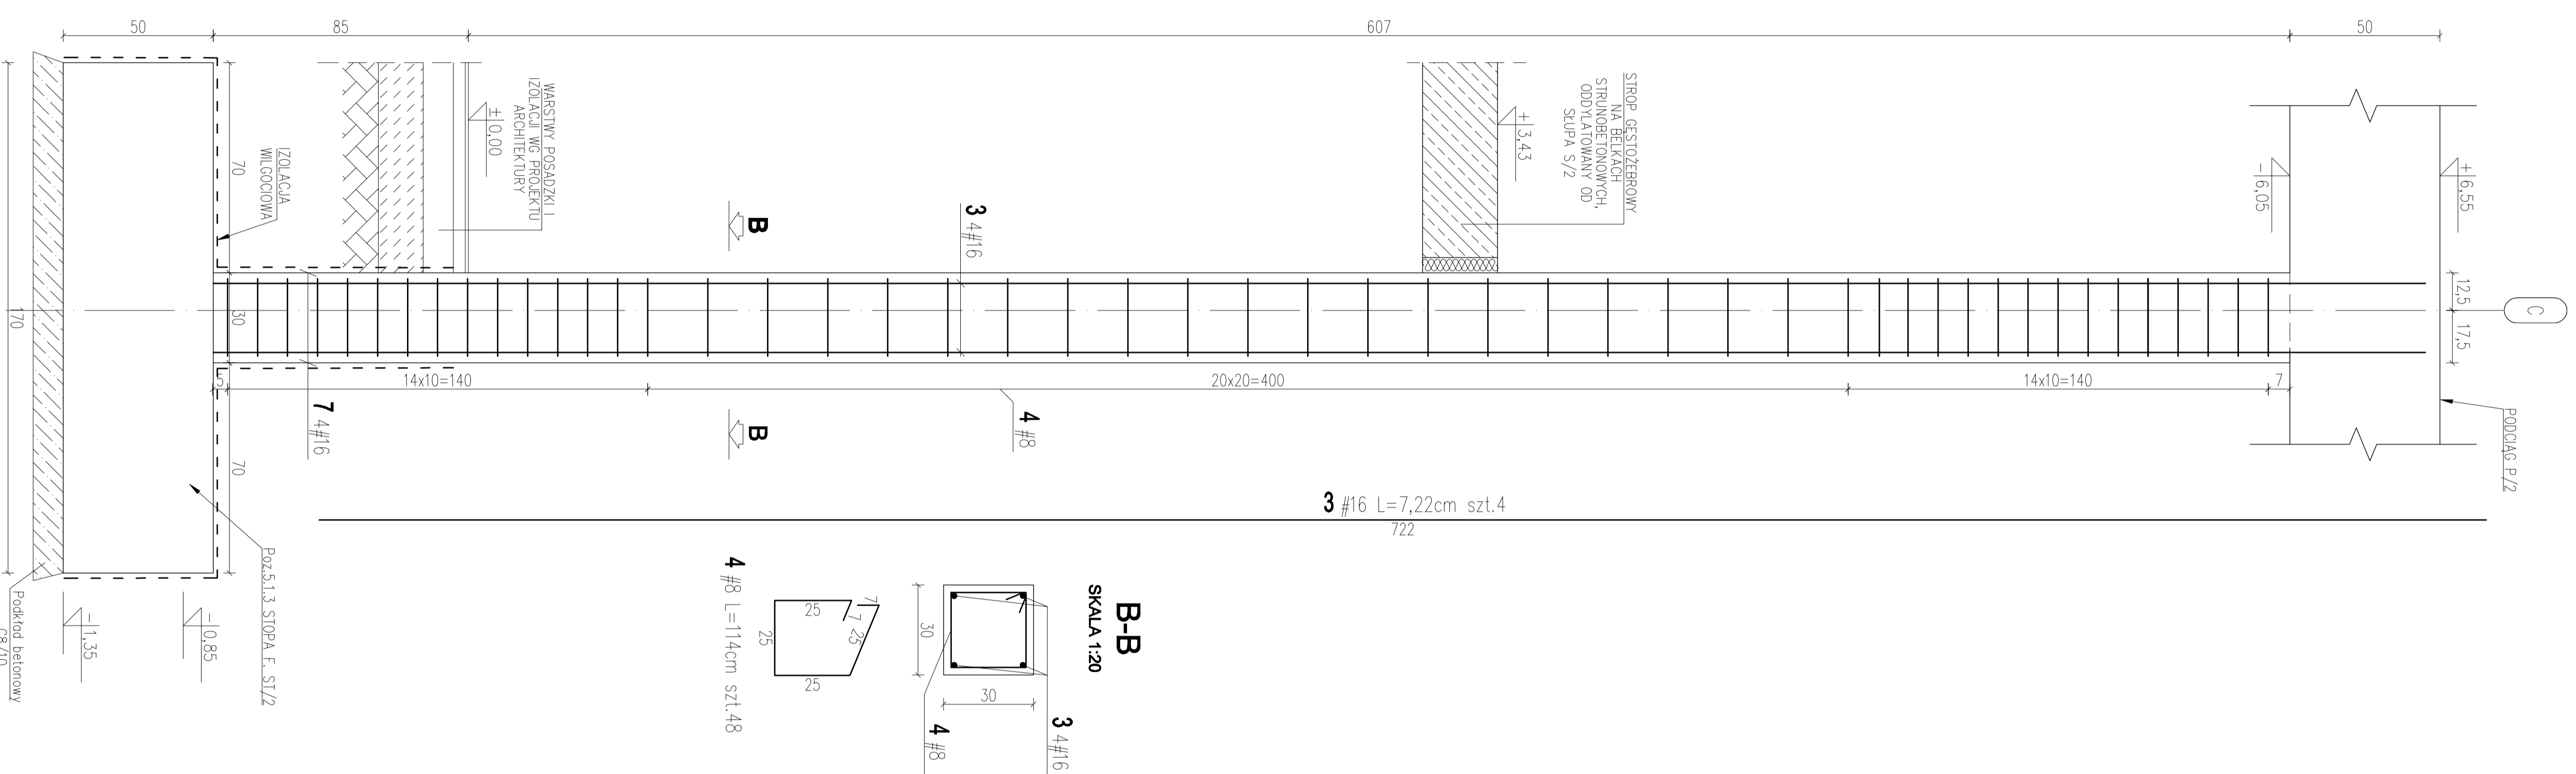 50
85
607
50
170
70
30
70
IZOLACJA
WILGOCIOWA
WARSTWY POSADZKI I
IZOLACJI WG PROJEKTU
ARCHITEKTURY
± 0,00
STROP GĘSTOŻEBROWY
NA BELKACH
STRUNOBETONOWYCH,
ODDYLATOWANY OD
SŁUPA S/2
+ 3,43
- 6,05
+ 6,55
12,5
17,5
C
B
3 4#16
5
14x10=140
20x20=400
14x10=140
7
7 4#16
B
4 #8
PODCIĄG P/2
3 #16 L=7,22cm szt.4
722
Poz.5.1.3 STOPA F. ST/2
Podkład betonowy
C8/10
- 1,35
- 0,85
B-B
SKALA 1:20
30
30
3 4#16
4 #8
25
25
25
25
7
7
4 #8 L=114cm szt.48